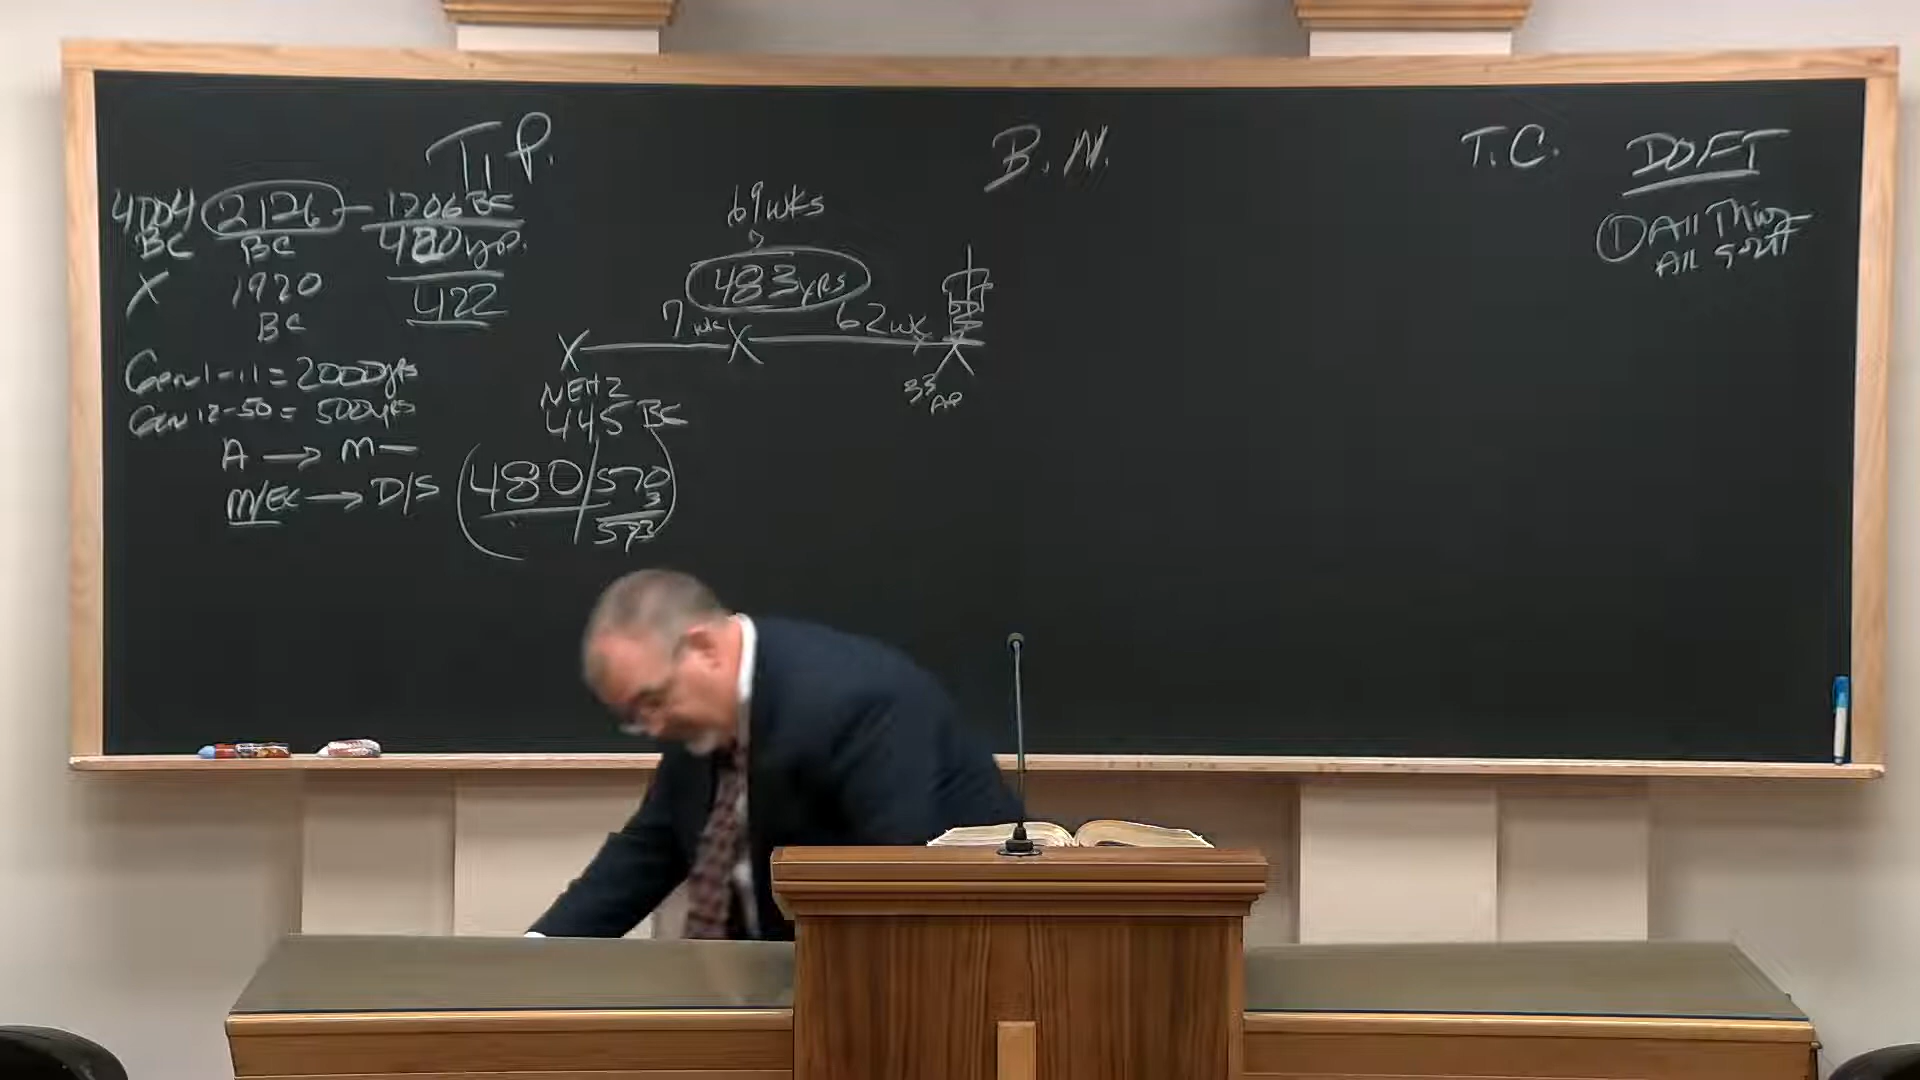 T.P.
B.N.
T.C.
DOFT
4004 2126 - 1206 BC
BC BC 480 yrs.
X 1920 422
BC
Gen 1-11 = 2000 yrs
Gen 12-50 = 500 yrs
A → M
M/EX → D/S
69 wks
483 yrs
7 wk 62 wk
X X
NEH 2
445 BC
33 AD
480 / 570
3
573
① All Thing
All